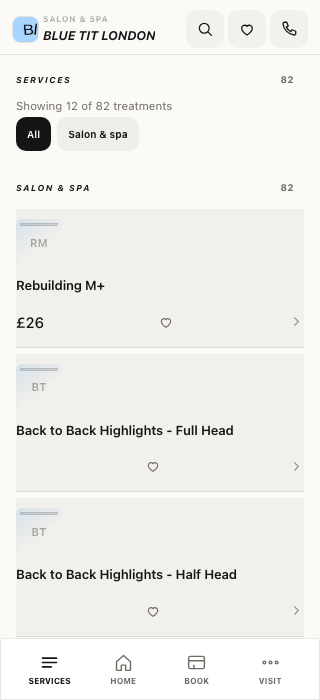 Bl
SALON & SPA
BLUE TIT LONDON
SERVICES 82
Showing 12 of 82 treatments
All Salon & spa
SALON & SPA 82
RM
Rebuilding M+
£26
BT
Back to Back Highlights - Full Head
BT
Back to Back Highlights - Half Head
SERVICES HOME BOOK VISIT